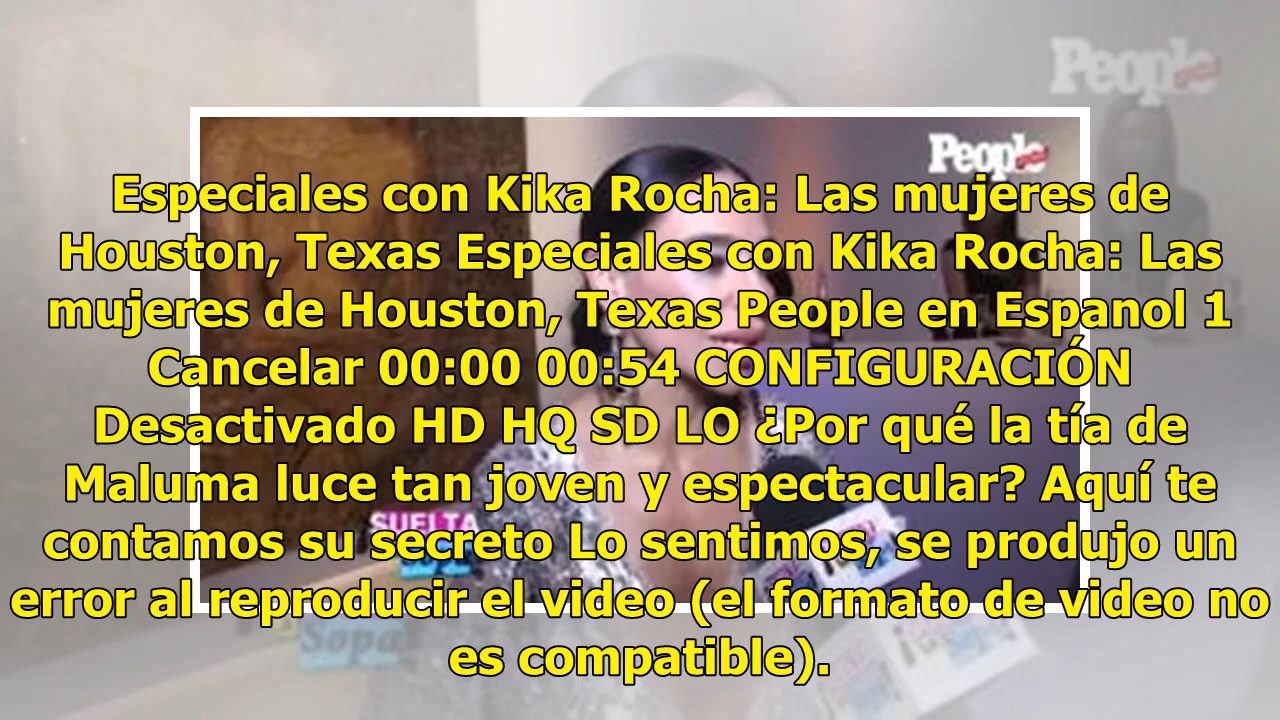 People
People
Especiales con Kika Rocha: Las mujeres de
Houston, Texas Especiales con Kika Rocha: Las
mujeres de Houston, Texas People en Espanol 1
Cancelar 00:00 00:54 CONFIGURACIÓN
Desactivado HD HQ SD LO ¿Por qué la tía de
Maluma luce tan joven y espectacular? Aquí te
contamos su secreto Lo sentimos, se produjo un
error al reproducir el video (el formato de video no
es compatible).
SUELTA
Sopa